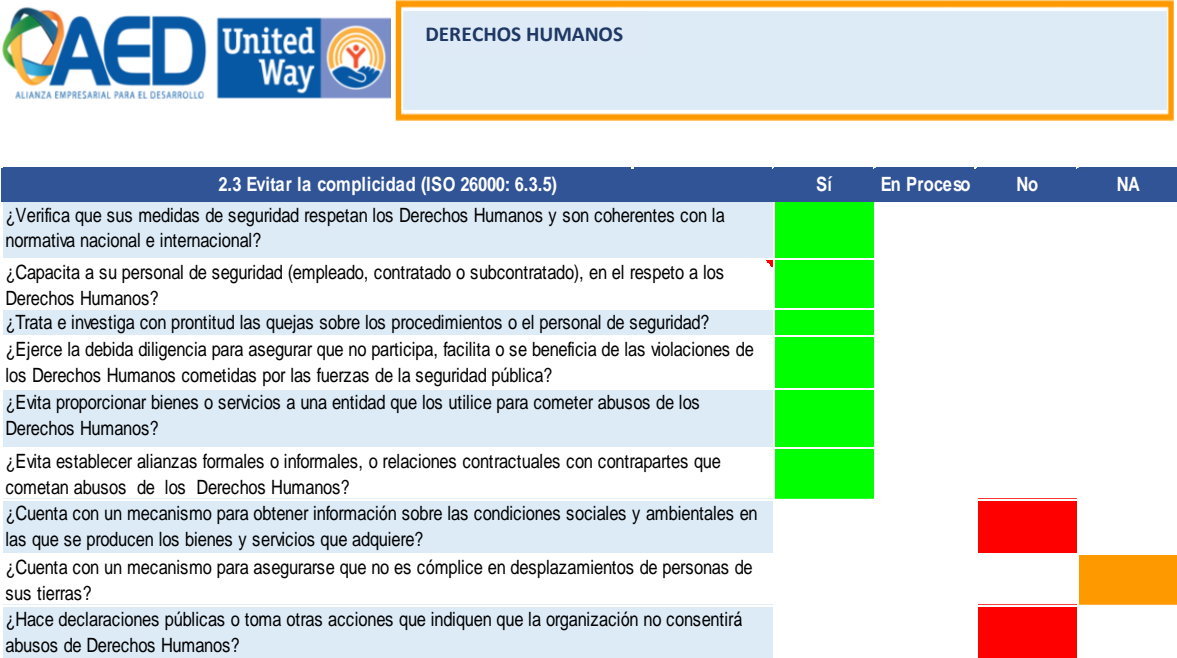 AED
ALIANZA EMPRESARIAL PARA EL DESARROLLO
United
Way
DERECHOS HUMANOS
2.3 Evitar la complicidad (ISO 26000: 6.3.5) Sí En Proceso No NA
¿Verifica que sus medidas de seguridad respetan los Derechos Humanos y son coherentes con la
normativa nacional e internacional?
¿Capacita a su personal de seguridad (empleado, contratado o subcontratado), en el respeto a los
Derechos Humanos?
¿Trata e investiga con prontitud las quejas sobre los procedimientos o el personal de seguridad?
¿Ejerce la debida diligencia para asegurar que no participa, facilita o se beneficia de las violaciones de
los Derechos Humanos cometidas por las fuerzas de la seguridad pública?
¿Evita proporcionar bienes o servicios a una entidad que los utilice para cometer abusos de los
Derechos Humanos?
¿Evita establecer alianzas formales o informales, o relaciones contractuales con contrapartes que
cometan abusos de los Derechos Humanos?
¿Cuenta con un mecanismo para obtener información sobre las condiciones sociales y ambientales en
las que se producen los bienes y servicios que adquiere?
¿Cuenta con un mecanismo para asegurarse que no es cómplice en desplazamientos de personas de
sus tierras?
¿Hace declaraciones públicas o toma otras acciones que indiquen que la organización no consentirá
abusos de Derechos Humanos?